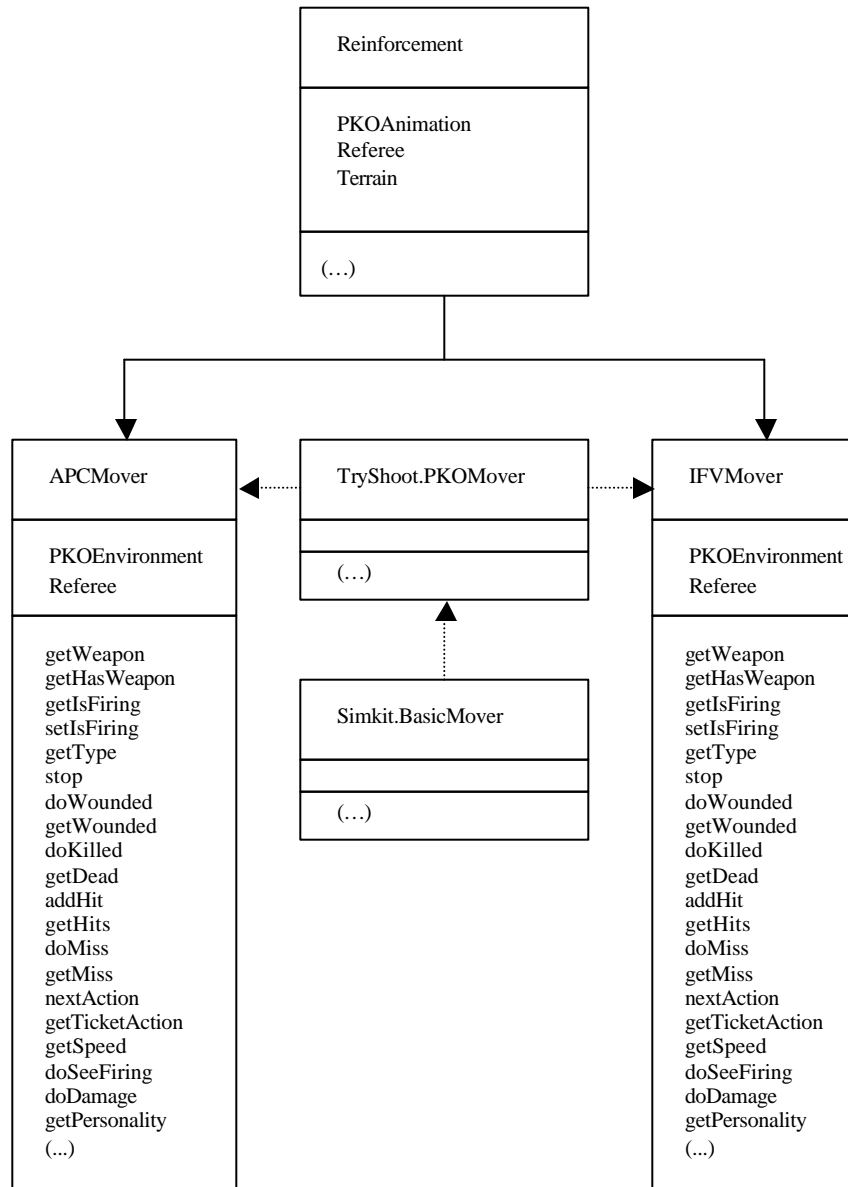 Reinforcement
PKOAnimation
Referee
Terrain
(…)
APCMover
PKOEnvironment
Referee
getWeapon
getHasWeapon
getIsFiring
setIsFiring
getType
stop
doWounded
getWounded
doKilled
getDead
addHit
getHits
doMiss
getMiss
nextAction
getTicketAction
getSpeed
doSeeFiring
doDamage
getPersonality
(...)
TryShoot.PKOMover
(…)
Simkit.BasicMover
(…)
IFVMover
PKOEnvironment
Referee
getWeapon
getHasWeapon
getIsFiring
setIsFiring
getType
stop
doWounded
getWounded
doKilled
getDead
addHit
getHits
doMiss
getMiss
nextAction
getTicketAction
getSpeed
doSeeFiring
doDamage
getPersonality
(...)